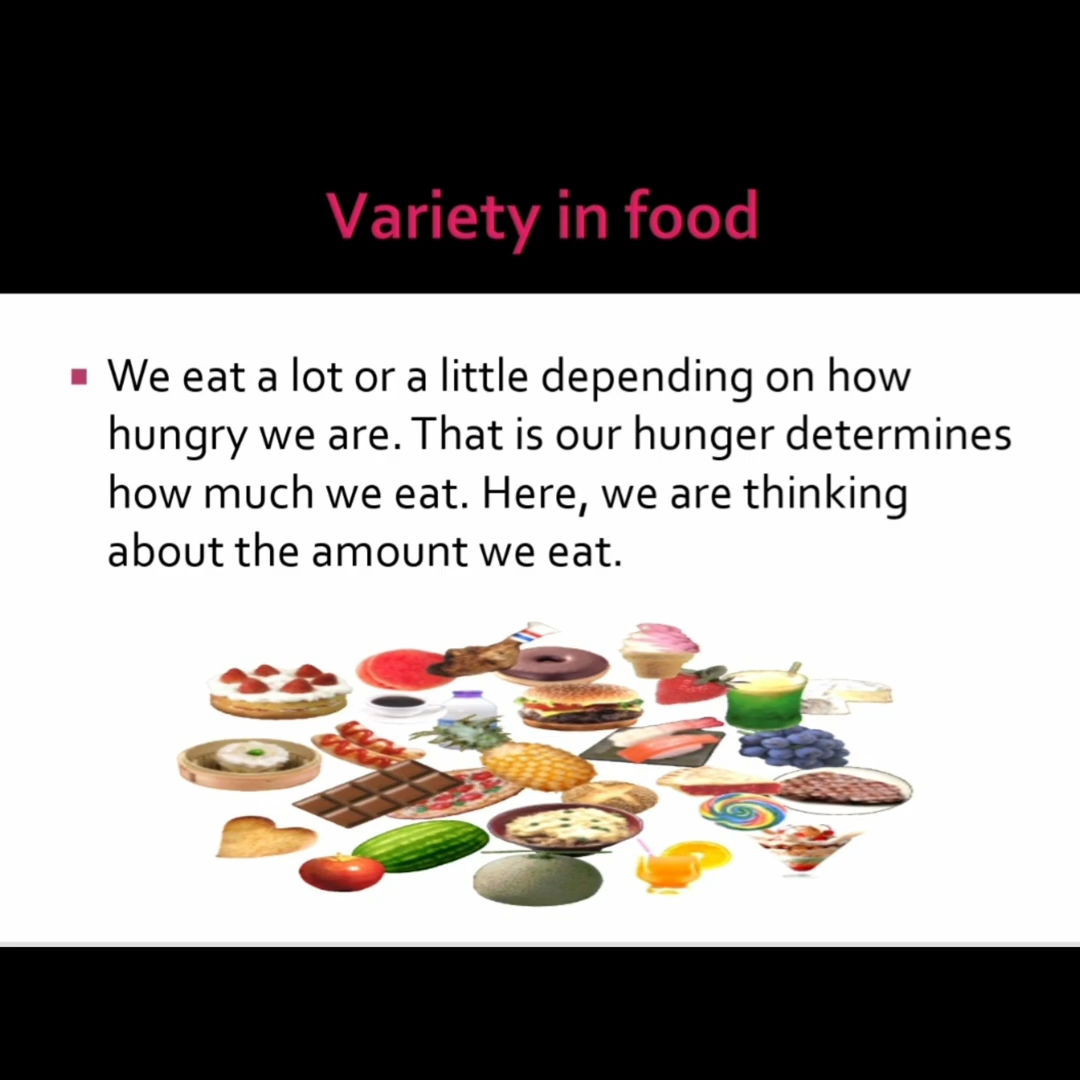 Variety in food
We eat a lot or a little depending on how
hungry we are. That is our hunger determines
how much we eat. Here, we are thinking
about the amount we eat.